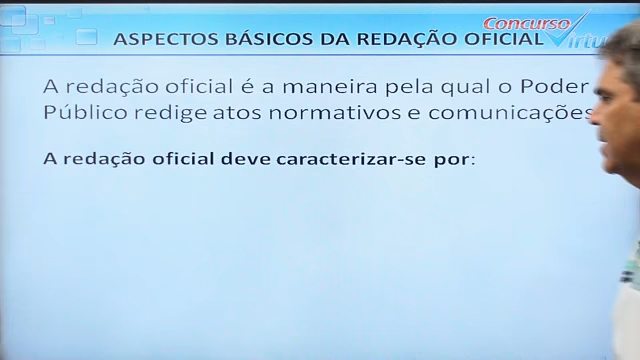 Concurso
Virtu
ASPECTOS BÁSICOS DA REDAÇÃO OFICIAL
A redação oficial é a maneira pela qual o Poder
Público redige atos normativos e comunicações
A redação oficial deve caracterizar-se por: